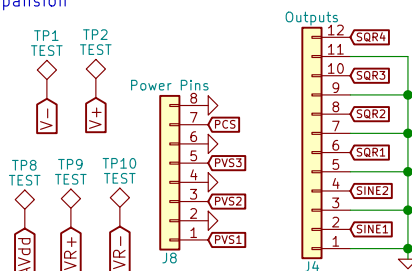 pansion
TP1
TEST
V-
TP2
TEST
V+
TP8
TEST
AVdd
TP9
TEST
VR+
TP10
TEST
VR-
Power Pins
8
7 PCS
6
5 PVS3
4
3 PVS2
2
1 PVS1
J8
Outputs
12 SQR4
11
10 SQR3
9
8 SQR2
7
6 SQR1
5
4 SINE2
3
2 SINE1
1
J4